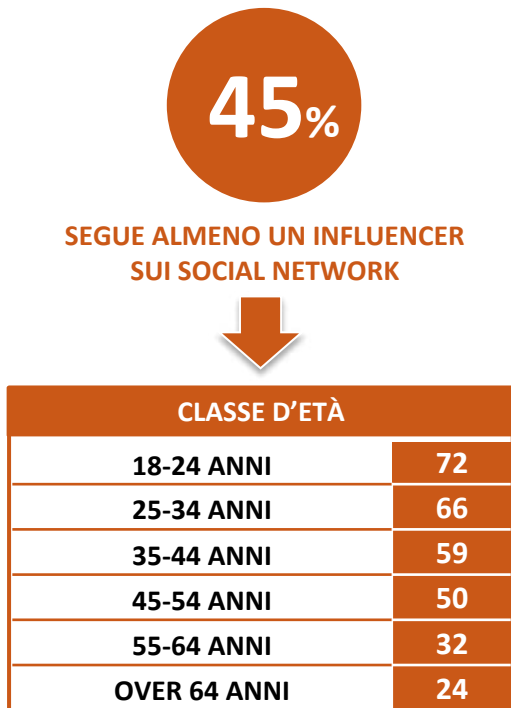 45%
SEGUE ALMENO UN INFLUENCER
SUI SOCIAL NETWORK
CLASSE D'ETÀ
18-24 ANNI 72
25-34 ANNI 66
35-44 ANNI 59
45-54 ANNI 50
55-64 ANNI 32
OVER 64 ANNI 24